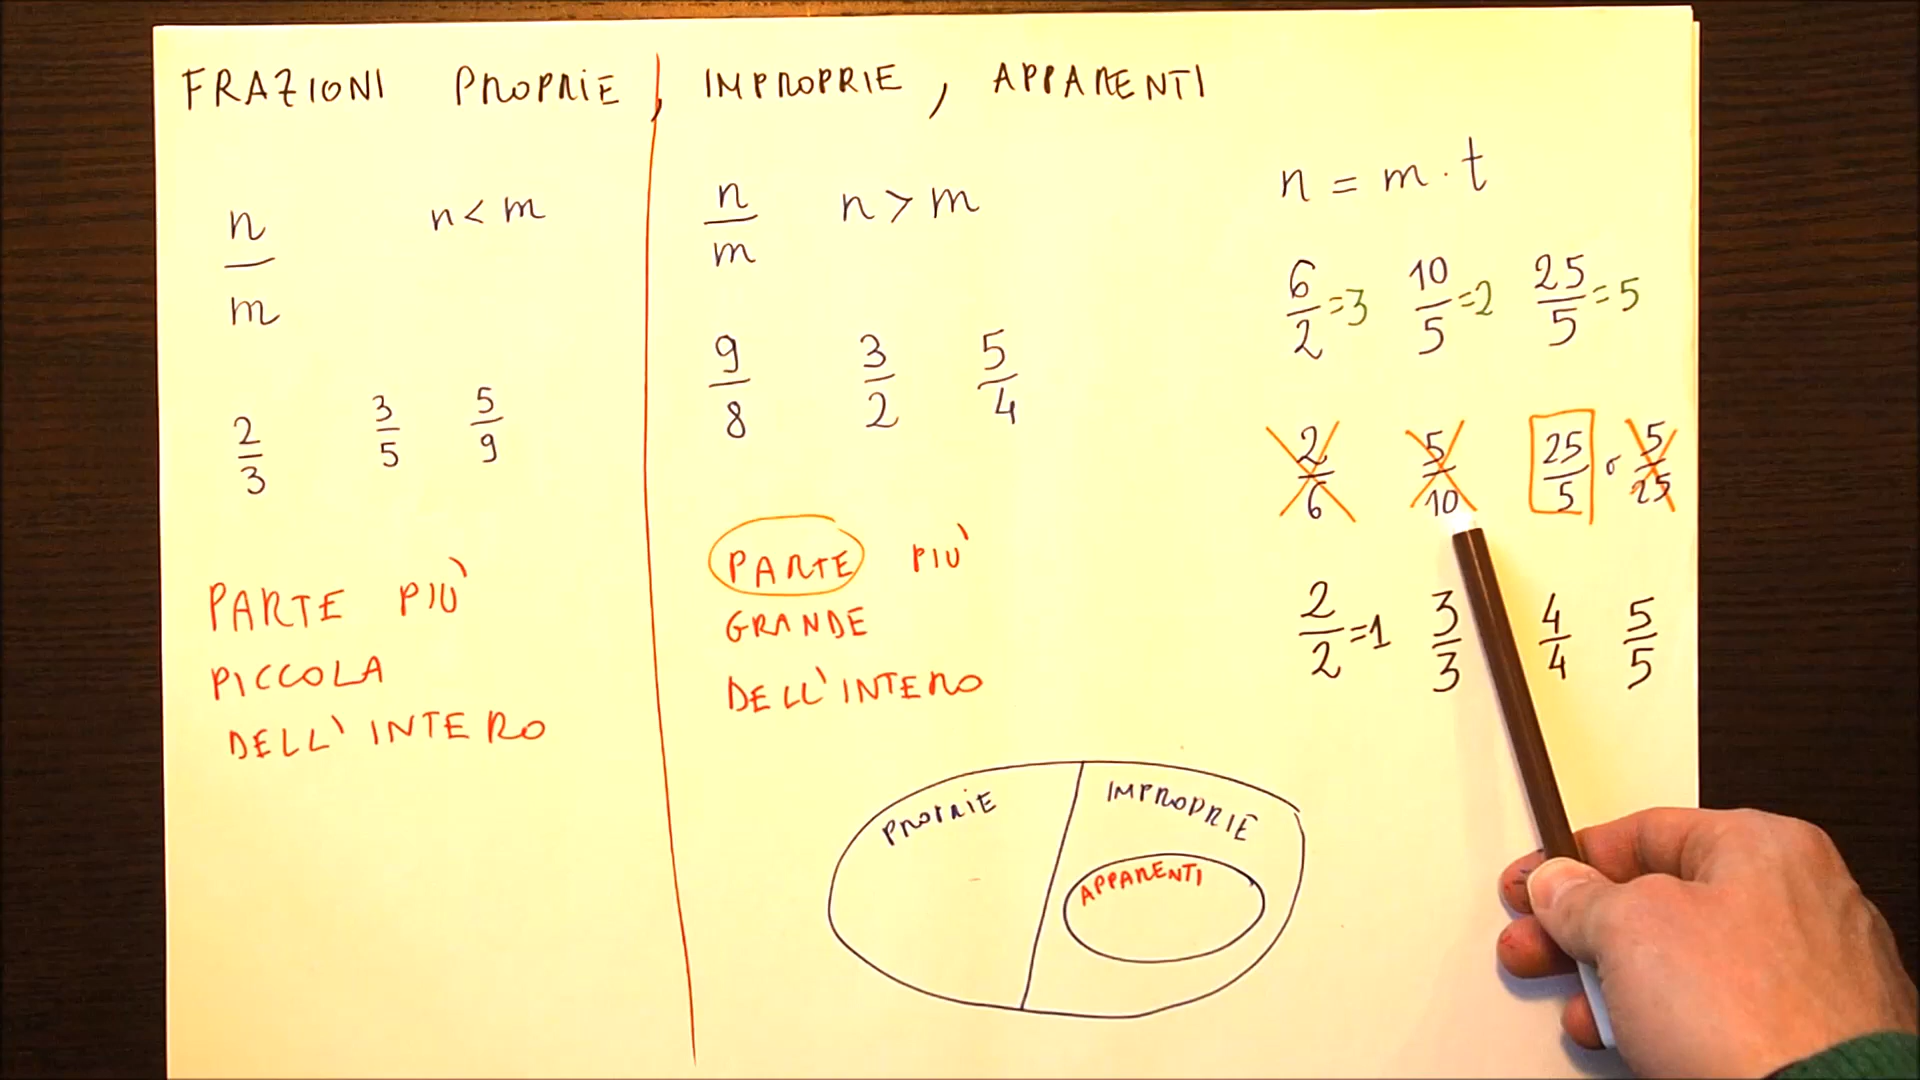 FRAZIONI PROPRIE, IMPROPRIE, APPARENTI
n/m n < m
2/3 3/5 5/9
PARTE PIÙ
PICCOLA
DELL'INTERO
n/m n > m
9/8 3/2 5/4
PARTE PIÙ
GRANDE
DELL'INTERO
n = m · t
6/2 =3 10/5 =2 25/5 =5
2/6 5/10 25/5 o 5/25
2/2 =1 3/3 4/4 5/5
PROPRIE IMPROPRIE
APPARENTI